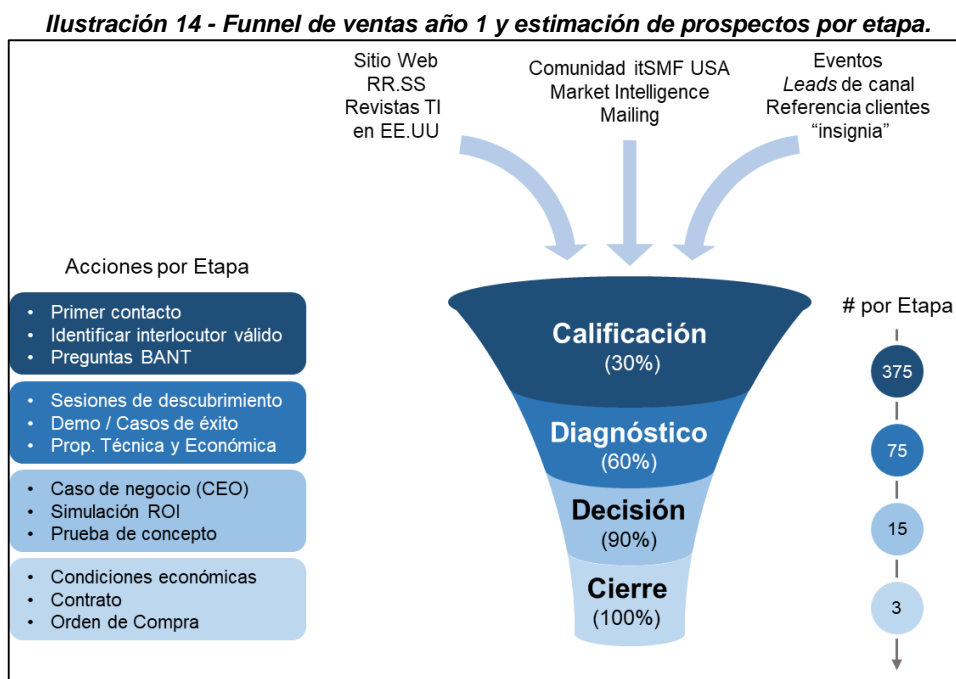 Ilustración 14 - Funnel de ventas año 1 y estimación de prospectos por etapa.
Sitio Web
RR.SS
Revistas TI
en EE.UU
Comunidad itSMF USA
Market Intelligence
Mailing
Eventos
Leads de canal
Referencia clientes
“insignia”
Acciones por Etapa
• Primer contacto
• Identificar interlocutor válido
• Preguntas BANT
• Sesiones de descubrimiento
• Demo / Casos de éxito
• Prop. Técnica y Económica
• Caso de negocio (CEO)
• Simulación ROI
• Prueba de concepto
• Condiciones económicas
• Contrato
• Orden de Compra
Calificación
(30%)
Diagnóstico
(60%)
Decisión
(90%)
Cierre
(100%)
# por Etapa
375
75
15
3